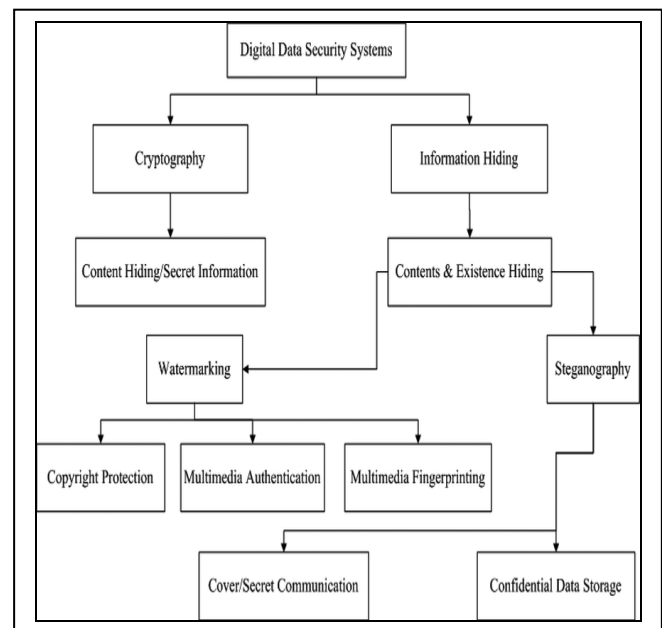 Digital Data Security Systems
Cryptography
Information Hiding
Content Hiding/Secret Information
Contents & Existence Hiding
Watermarking
Steganography
Copyright Protection
Multimedia Authentication
Multimedia Fingerprinting
Cover/Secret Communication
Confidential Data Storage